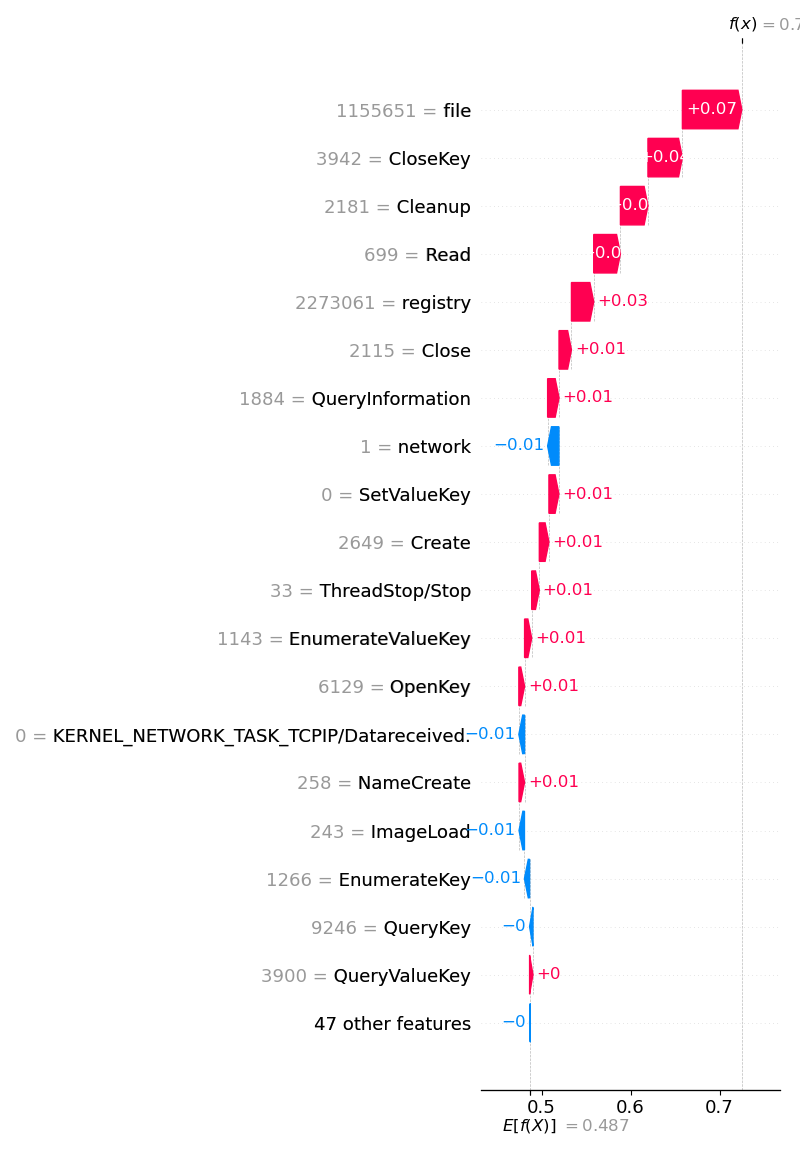 f(x) = 0.7
1155651 = file +0.07
3942 = CloseKey
2181 = Cleanup
699 = Read
2273061 = registry +0.03
2115 = Close +0.01
1884 = QueryInformation +0.01
1 = network −0.01
0 = SetValueKey +0.01
2649 = Create +0.01
33 = ThreadStop/Stop +0.01
1143 = EnumerateValueKey +0.01
6129 = OpenKey +0.01
0 = KERNEL_NETWORK_TASK_TCPIP/Datareceived. −0.01
258 = NameCreate +0.01
243 = ImageLoad −0.01
1266 = EnumerateKey −0.01
9246 = QueryKey −0
3900 = QueryValueKey +0
47 other features −0
0.5 0.6 0.7
E[f(X)] = 0.487